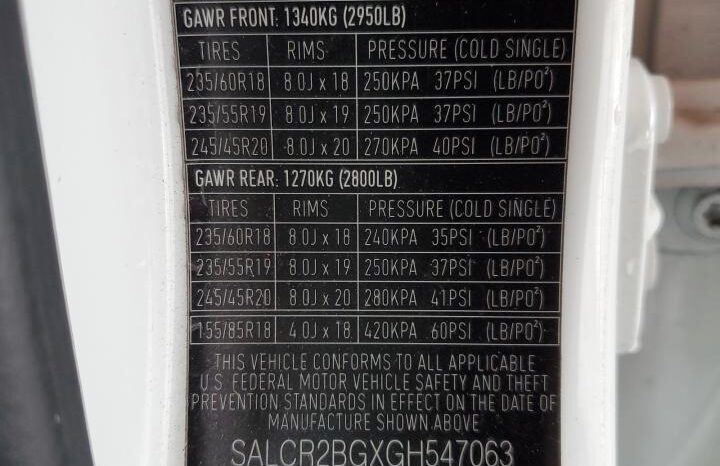 GAWR FRONT: 1340KG (2950LB)
TIRES RIMS PRESSURE (COLD SINGLE)
235/60R18 8.0J x 18 250KPA 37PSI (LB/PO²)
235/55R19 8.0J x 19 250KPA 37PSI (LB/PO²)
245/45R20 8.0J x 20 270KPA 40PSI (LB/PO²)
GAWR REAR: 1270KG (2800LB)
TIRES RIMS PRESSURE (COLD SINGLE)
235/60R18 8.0J x 18 240KPA 35PSI (LB/PO²)
235/55R19 8.0J x 19 250KPA 37PSI (LB/PO²)
245/45R20 8.0J x 20 280KPA 41PSI (LB/PO²)
155/85R18 4.0J x 18 420KPA 60PSI (LB/PO²)
THIS VEHICLE CONFORMS TO ALL APPLICABLE
U.S. FEDERAL MOTOR VEHICLE SAFETY AND THEFT
PREVENTION STANDARDS IN EFFECT ON THE DATE OF
MANUFACTURE SHOWN ABOVE
SALCR2BGXGH547063